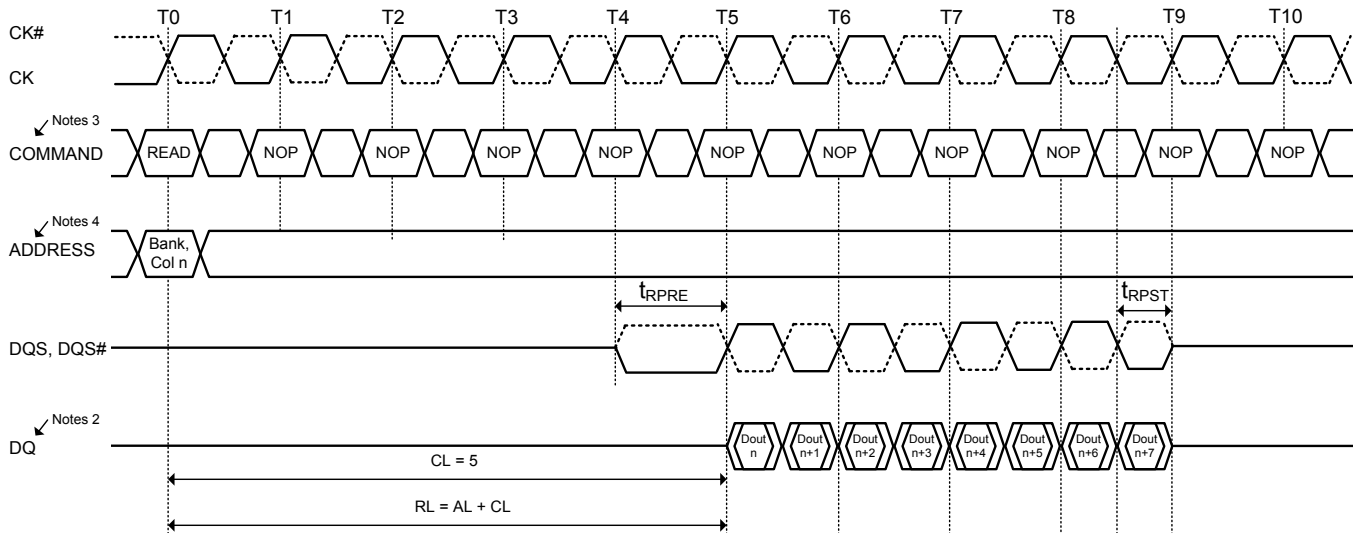 T0 T1 T2 T3 T4 T5 T6 T7 T8 T9 T10
CK#
CK
Notes 3
COMMAND READ NOP NOP NOP NOP NOP NOP NOP NOP NOP NOP
Notes 4
ADDRESS Bank, Col n
tRPRE tRPST
DQS, DQS#
Notes 2
DQ Dout n Dout n+1 Dout n+2 Dout n+3 Dout n+4 Dout n+5 Dout n+6 Dout n+7
CL = 5
RL = AL + CL